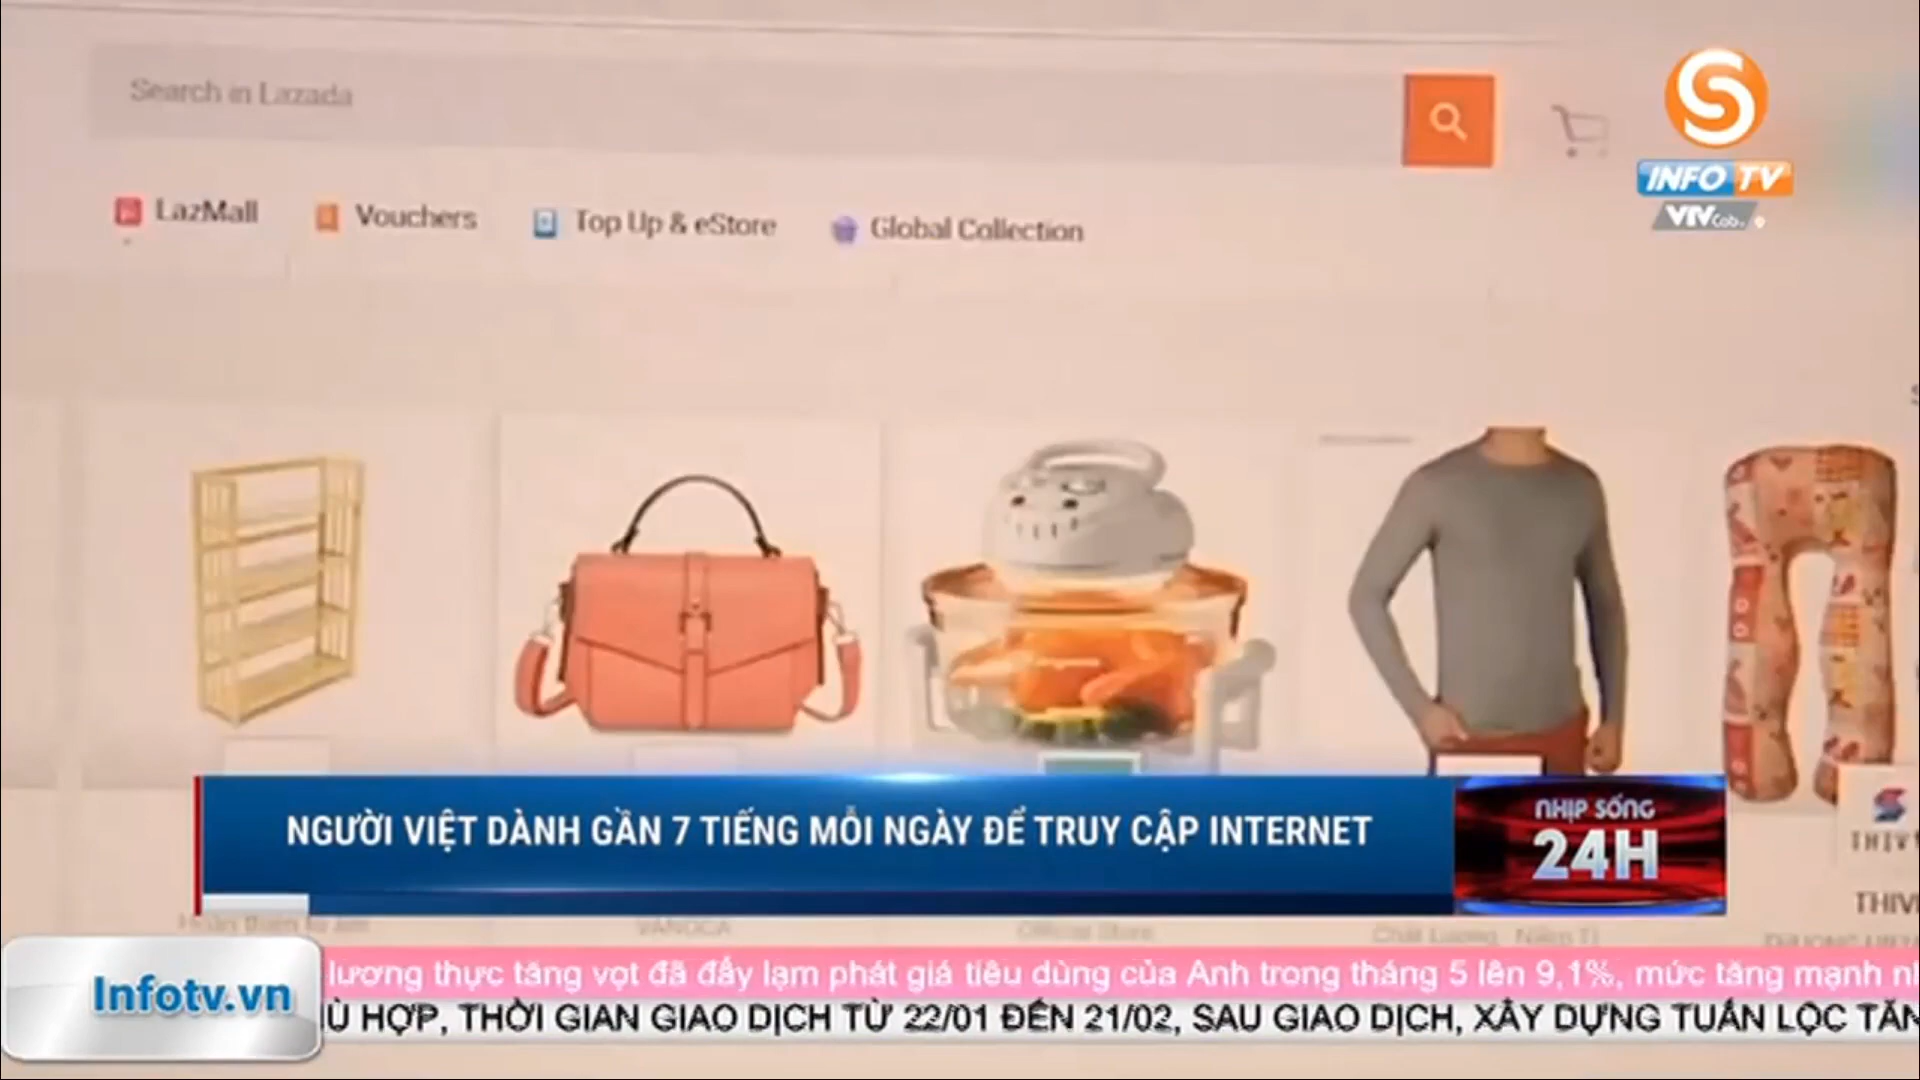 Search in Lazada
S
INFO TV
VTVCab
LazMall
Vouchers
Top Up & eStore
Global Collection
NGƯỜI VIỆT DÀNH GẦN 7 TIẾNG MỖI NGÀY ĐỂ TRUY CẬP INTERNET
NHỊP SỐNG
24H
Official Store
Infotv.vn
lương thực tăng vọt đã đẩy lạm phát giá tiêu dùng của Anh trong tháng 5 lên 9,1%, mức tăng mạnh
HỢP, THỜI GIAN GIAO DỊCH TỪ 22/01 ĐẾN 21/02, SAU GIAO DỊCH, XÂY DỰNG TUẤN LỘC